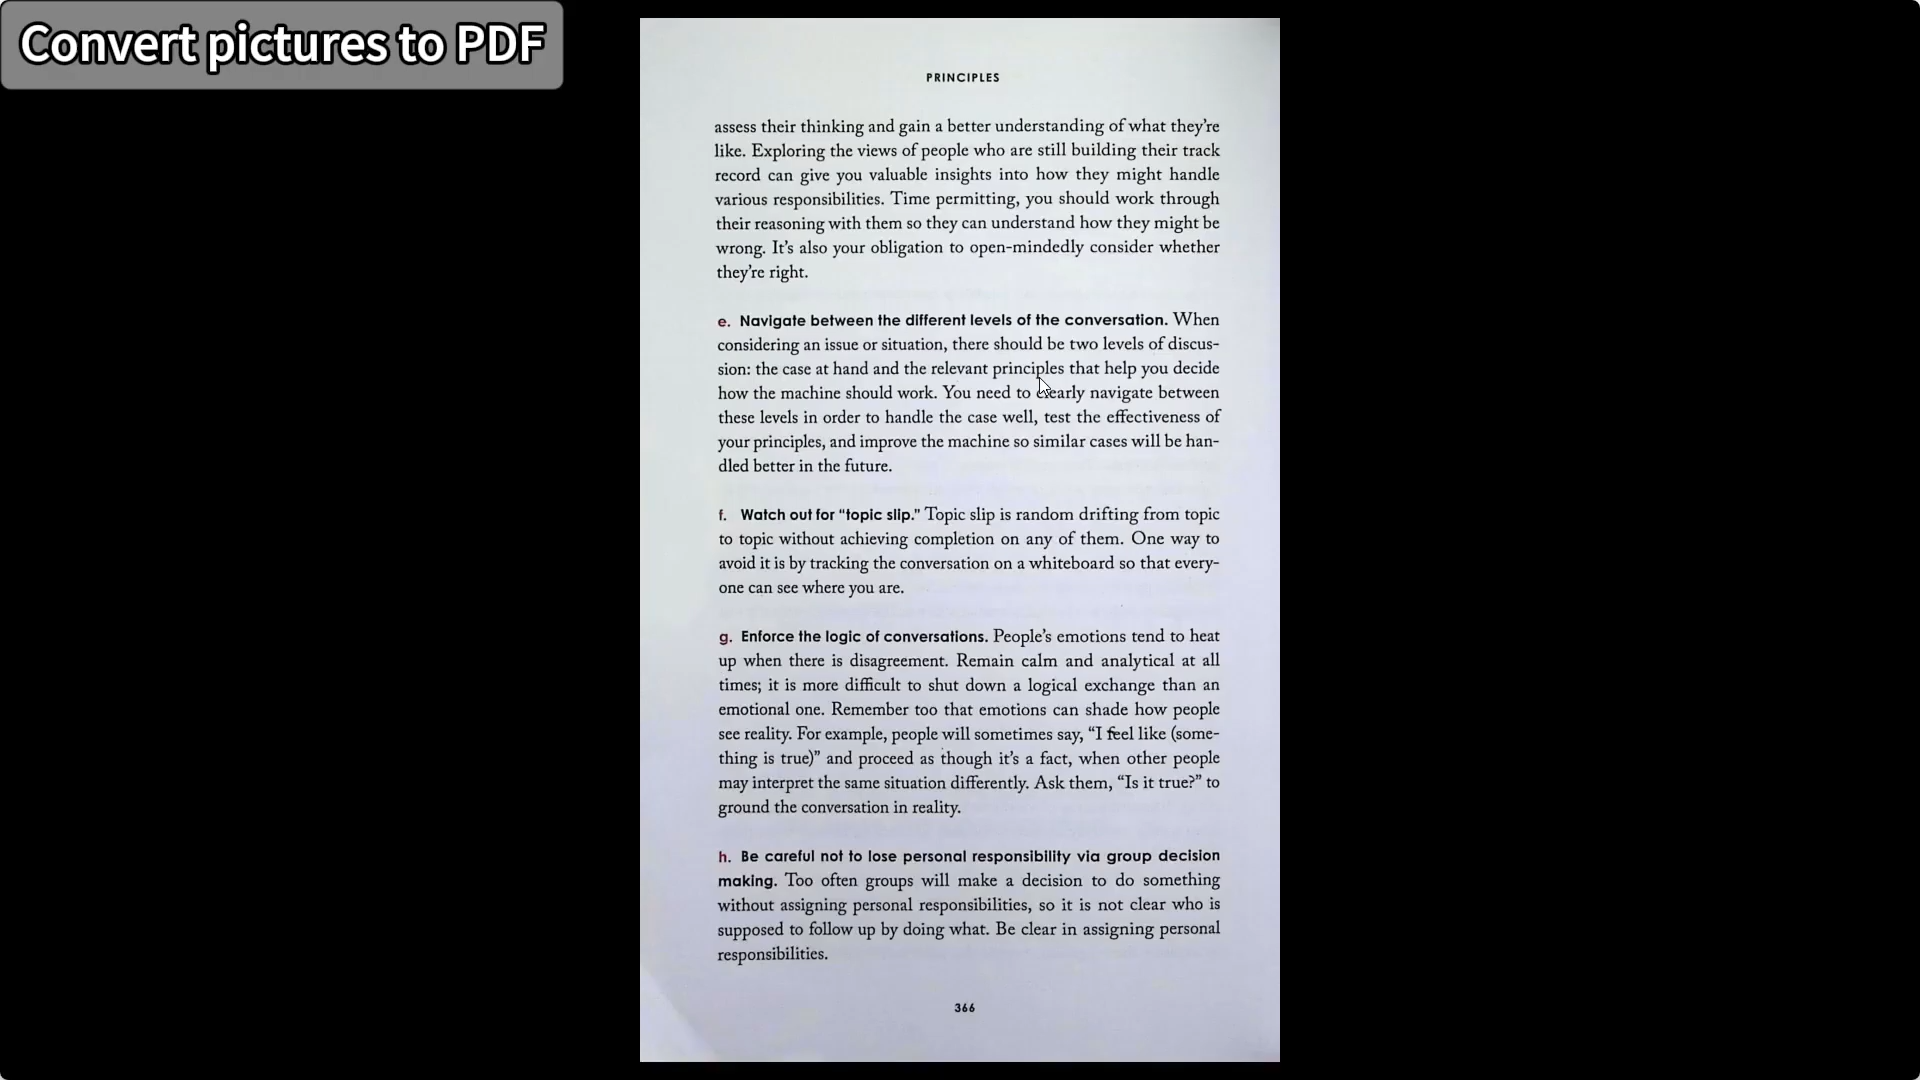 Convert pictures to PDF
PRINCIPLES
assess their thinking and gain a better understanding of what they're
like. Exploring the views of people who are still building their track
record can give you valuable insights into how they might handle
various responsibilities. Time permitting, you should work through
their reasoning with them so they can understand how they might be
wrong. It's also your obligation to open-mindedly consider whether
they're right.
e. Navigate between the different levels of the conversation. When
considering an issue or situation, there should be two levels of discus-
sion: the case at hand and the relevant principles that help you decide
how the machine should work. You need to clearly navigate between
these levels in order to handle the case well, test the effectiveness of
your principles, and improve the machine so similar cases will be han-
dled better in the future.
f. Watch out for “topic slip.” Topic slip is random drifting from topic
to topic without achieving completion on any of them. One way to
avoid it is by tracking the conversation on a whiteboard so that every-
one can see where you are.
g. Enforce the logic of conversations. People's emotions tend to heat
up when there is disagreement. Remain calm and analytical at all
times; it is more difficult to shut down a logical exchange than an
emotional one. Remember too that emotions can shade how people
see reality. For example, people will sometimes say, “I feel like (some-
thing is true)” and proceed as though it's a fact, when other people
may interpret the same situation differently. Ask them, “Is it true?” to
ground the conversation in reality.
h. Be careful not to lose personal responsibility via group decision
making. Too often groups will make a decision to do something
without assigning personal responsibilities, so it is not clear who is
supposed to follow up by doing what. Be clear in assigning personal
responsibilities.
366